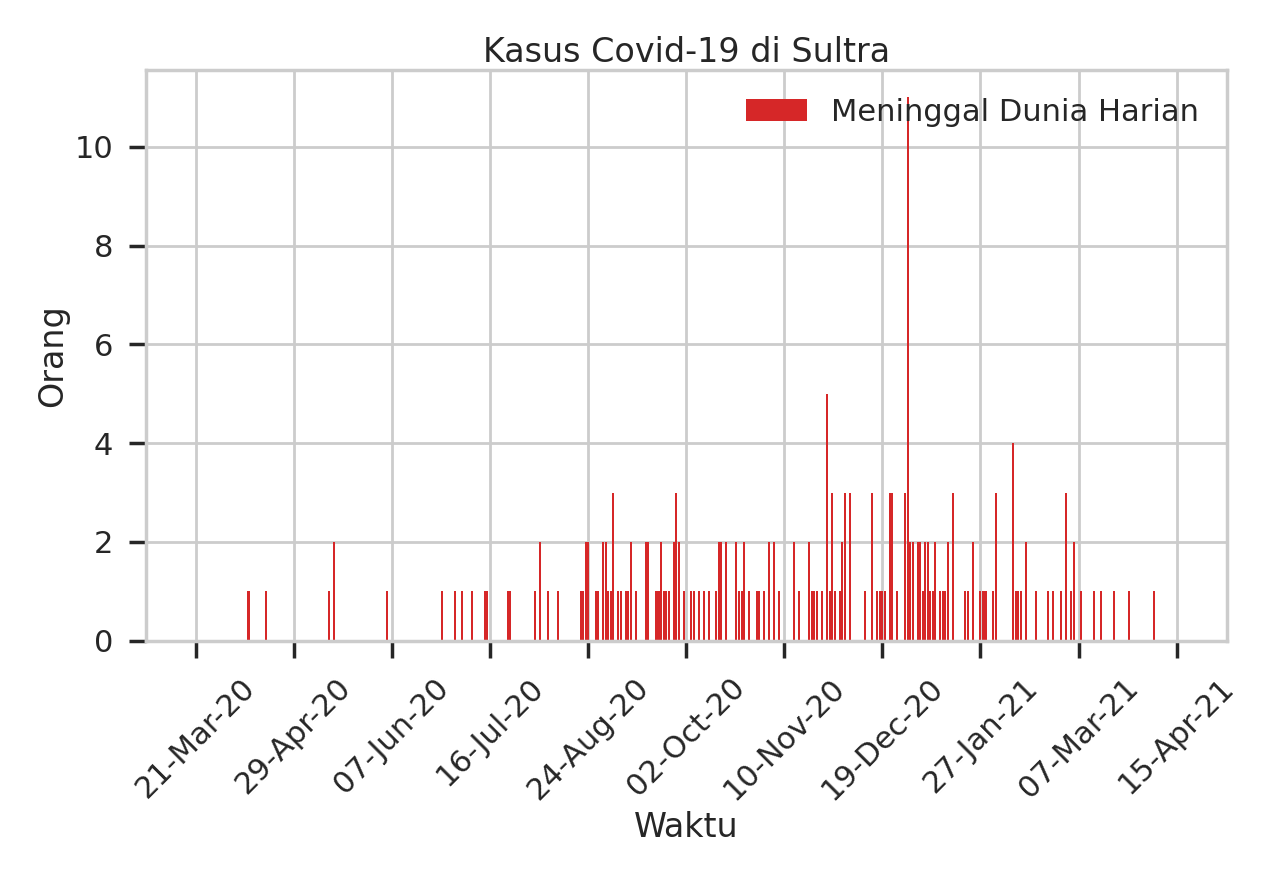 Kasus Covid-19 di Sultra
Meninggal Dunia Harian
Orang
10
8
6
4
2
0
21-Mar-20
29-Apr-20
07-Jun-20
16-Jul-20
24-Aug-20
02-Oct-20
10-Nov-20
19-Dec-20
27-Jan-21
07-Mar-21
15-Apr-21
Waktu